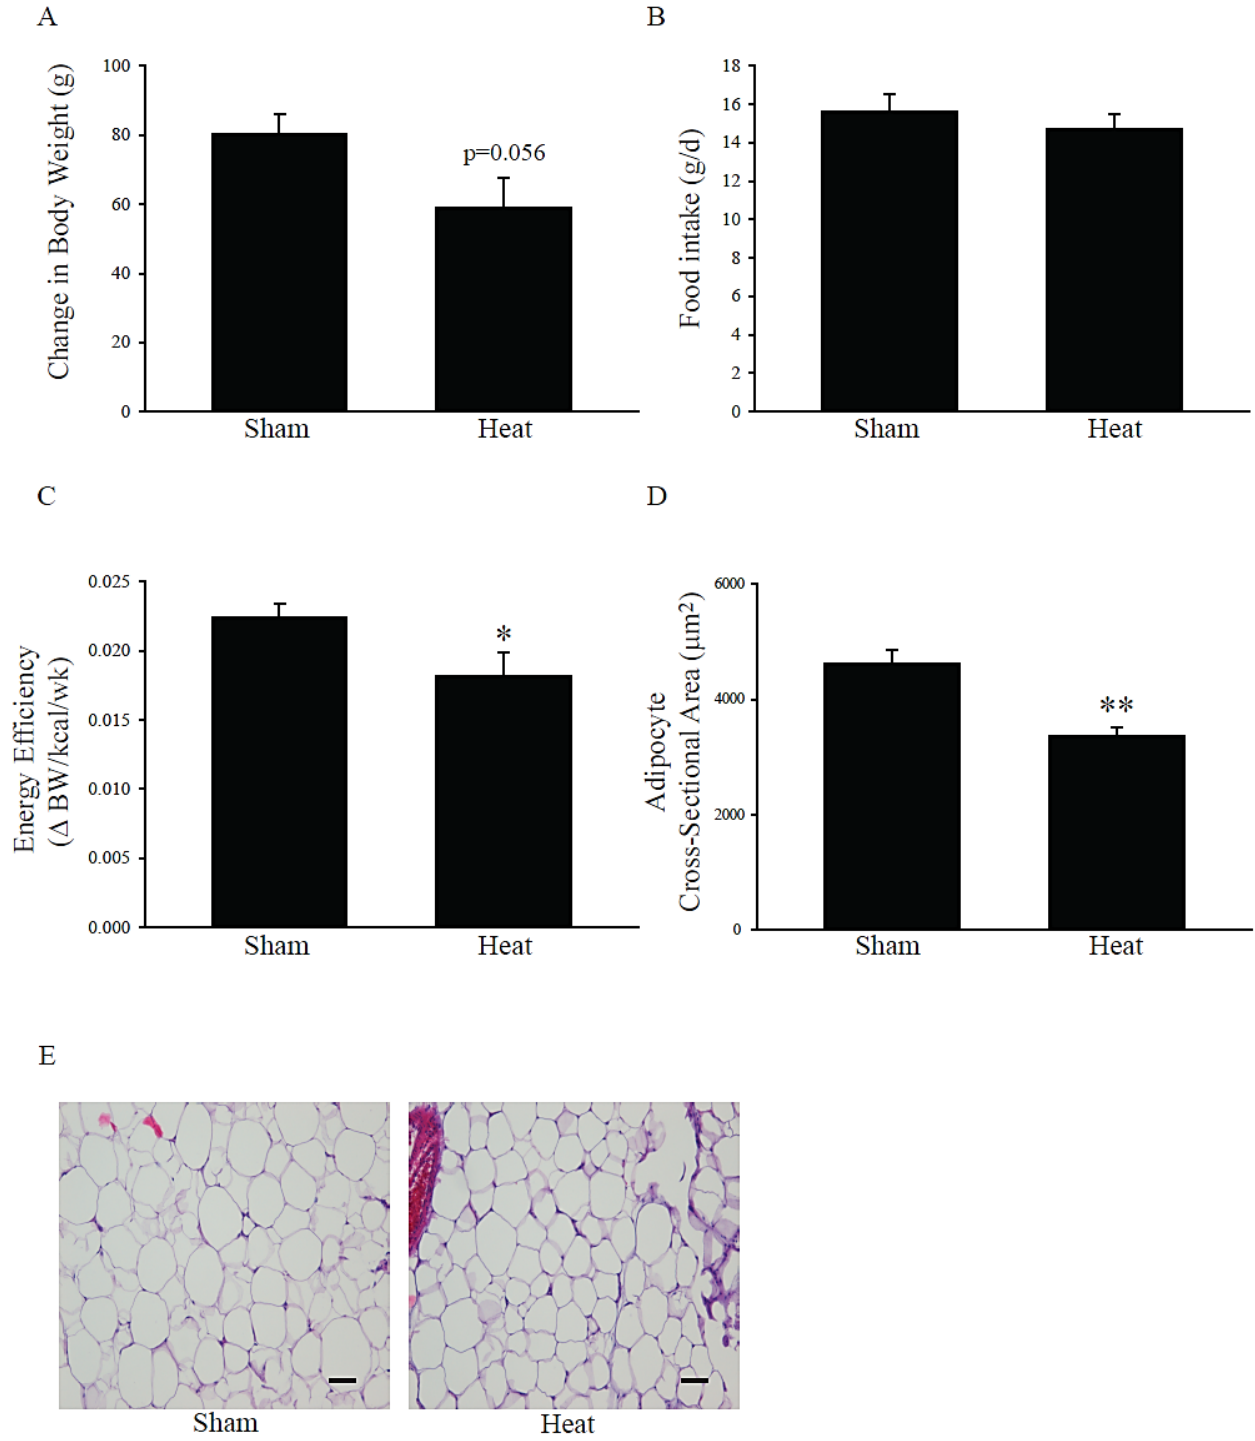 A
Change in Body Weight (g)
100
80
60
40
20
0
p=0.056
Sham
Heat
B
Food intake (g/d)
18
16
14
12
10
8
6
4
2
0
Sham
Heat
C
Energy Efficiency
(Δ BW/kcal/wk)
0.025
0.020
0.015
0.010
0.005
0.000
*
Sham
Heat
D
Adipocyte
Cross-Sectional Area (µm²)
6000
4000
2000
0
**
Sham
Heat
E
Sham
Heat